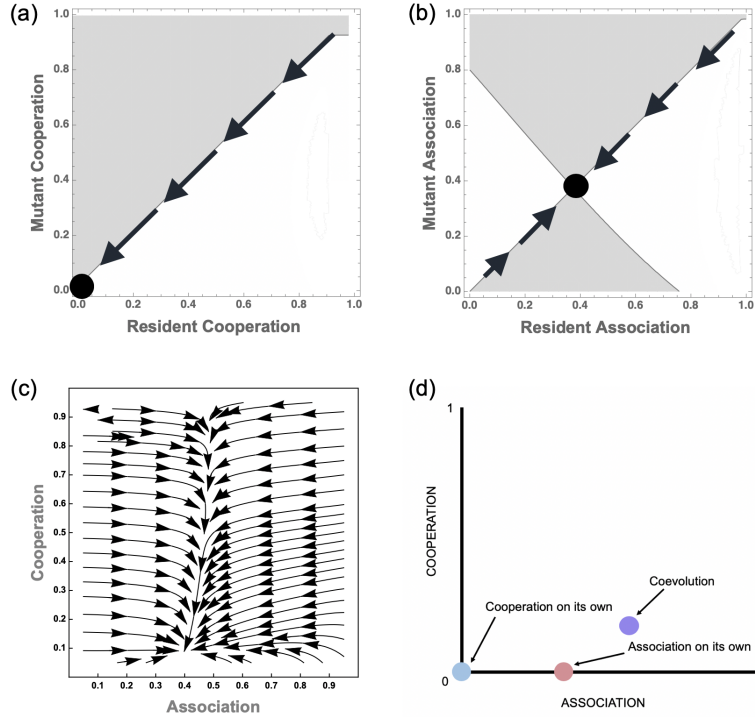 (a)
Mutant Cooperation
1.0
0.8
0.6
0.4
0.2
0.0
0.0 0.2 0.4 0.6 0.8 1.0
Resident Cooperation
(b)
Mutant Association
1.0
0.8
0.6
0.4
0.2
0.0
0.0 0.2 0.4 0.6 0.8 1.0
Resident Association
(c)
Cooperation
0.9
0.8
0.7
0.6
0.5
0.4
0.3
0.2
0.1
0.1 0.2 0.3 0.4 0.5 0.6 0.7 0.8 0.9
Association
(d)
1
COOPERATION
Coevolution
Cooperation on its own
Association on its own
0
ASSOCIATION